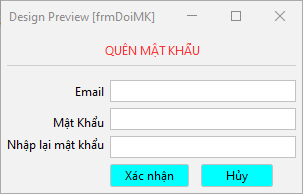 Design Preview [frmDoiMK]
QUÊN MẬT KHẨU
Email
Mật Khẩu
Nhập lại mật khẩu
Xác nhận Hủy